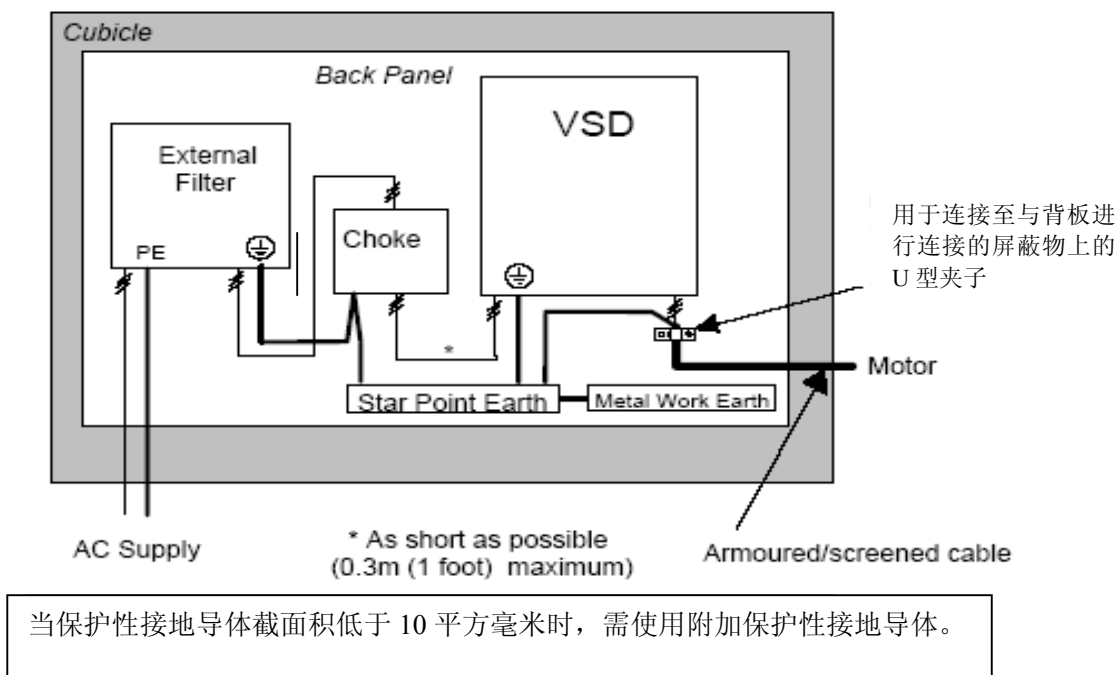 Cubicle
Back Panel
External
Filter
PE
Choke
VSD
用于连接至与背板进
行连接的屏蔽物上的
U 型夹子
*
Motor
Star Point Earth
Metal Work Earth
AC Supply
* As short as possible
(0.3m (1 foot) maximum)
Armoured/screened cable
当保护性接地导体截面积低于 10 平方毫米时，需使用附加保护性接地导体。